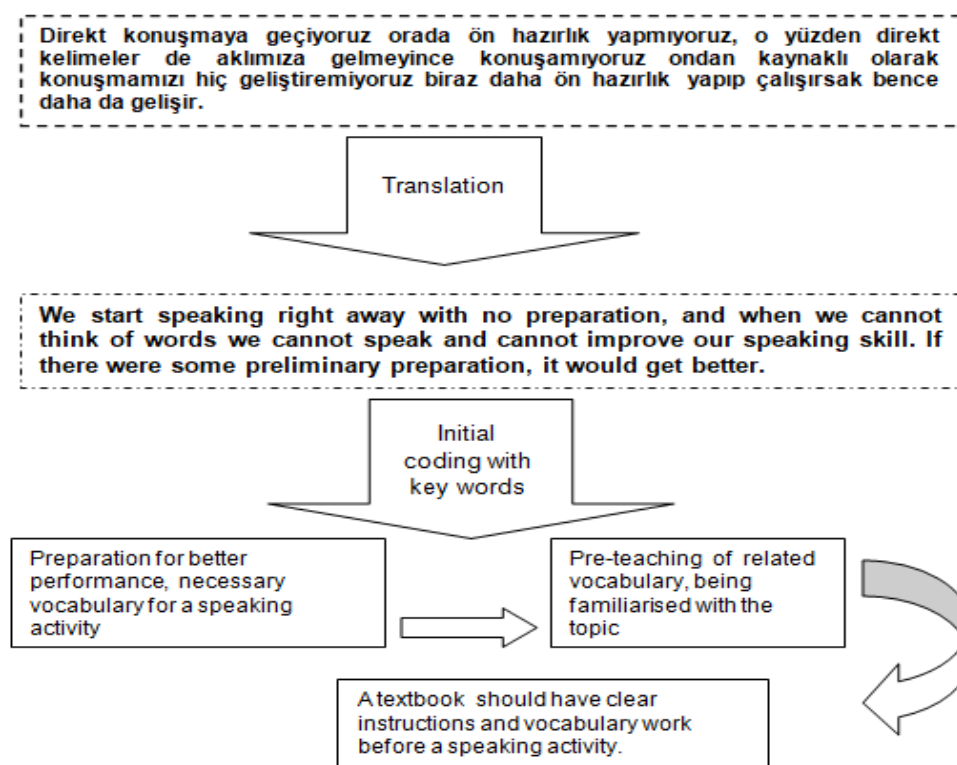 Direkt konuşmaya geçiyoruz orada ön hazırlık yapmıyoruz, o yüzden direkt
kelimeler de aklımıza gelmeyince konuşamıyoruz ondan kaynaklı olarak
konuşmamızı hiç geliştiremiyoruz biraz daha ön hazırlık yapıp çalışırsak bence
daha da gelişir.
Translation
We start speaking right away with no preparation, and when we cannot
think of words we cannot speak and cannot improve our speaking skill. If
there were some preliminary preparation, it would get better.
Initial
coding with
key words
Preparation for better
performance, necessary
vocabulary for a speaking
activity
Pre-teaching of related
vocabulary, being
familiarised with the
topic
A textbook should have clear
instructions and vocabulary work
before a speaking activity.